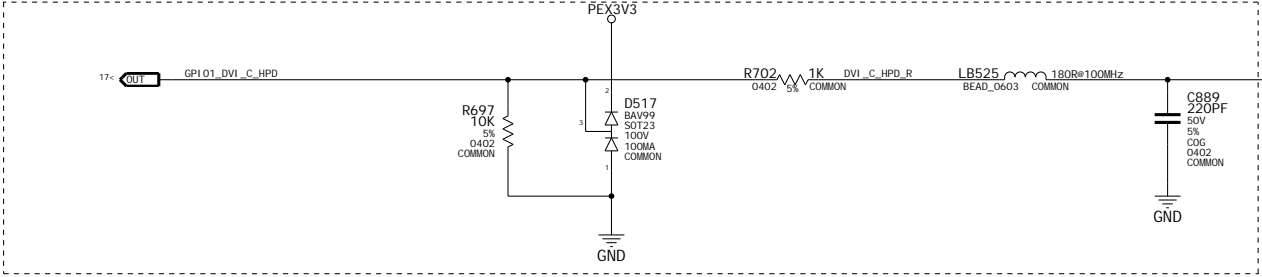 PEX3V3
17<
OUT
GPIO1_DVI_C_HPD
R702
1K
0402
5%
COMMON
DVI_C_HPD_R
LB525
180R@100MHz
BEAD_0603
COMMON
R697
10K
5%
0402
COMMON
2
3
1
D517
BAV99
SOT23
100V
100MA
COMMON
C889
220PF
50V
5%
COG
0402
COMMON
GND
GND